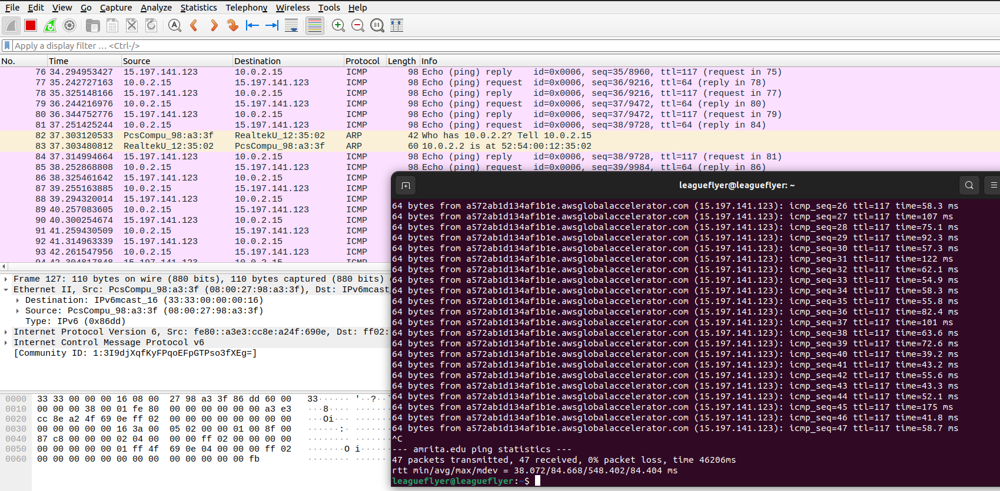 File Edit View Go Capture Analyze Statistics Telephony Wireless Tools Help
Apply a display filter … <Ctrl-/>
No. Time Source Destination Protocol Length Info
76 34.294953427 15.197.141.123 10.0.2.15 ICMP 98 Echo (ping) reply id=0x0006, seq=35/8960, ttl=117 (request in 75)
77 35.242727163 10.0.2.15 15.197.141.123 ICMP 98 Echo (ping) request id=0x0006, seq=36/9216, ttl=64 (reply in 78)
78 35.325148166 15.197.141.123 10.0.2.15 ICMP 98 Echo (ping) reply id=0x0006, seq=36/9216, ttl=117 (request in 77)
79 36.244216976 10.0.2.15 15.197.141.123 ICMP 98 Echo (ping) request id=0x0006, seq=37/9472, ttl=64 (reply in 80)
80 36.344752776 15.197.141.123 10.0.2.15 ICMP 98 Echo (ping) reply id=0x0006, seq=37/9472, ttl=117 (request in 79)
81 37.251425244 10.0.2.15 15.197.141.123 ICMP 98 Echo (ping) request id=0x0006, seq=38/9728, ttl=64 (reply in 84)
82 37.303120533 PcsCompu_98:a3:3f RealtekU_12:35:02 ARP 42 Who has 10.0.2.2? Tell 10.0.2.15
83 37.303480812 RealtekU_12:35:02 PcsCompu_98:a3:3f ARP 60 10.0.2.2 is at 52:54:00:12:35:02
84 37.314994664 15.197.141.123 10.0.2.15 ICMP 98 Echo (ping) reply id=0x0006, seq=38/9728, ttl=117 (request in 81)
85 38.252868808 10.0.2.15 15.197.141.123 ICMP 98 Echo (ping) request id=0x0006, seq=39/9984, ttl=64 (reply in 86)
86 38.325461642 15.197.141.123 10.0.2.15 ICMP
87 39.255163885 10.0.2.15 15.197.141.123 ICMP
88 39.294320014 15.197.141.123 10.0.2.15 ICMP
89 40.257083605 10.0.2.15 15.197.141.123 ICMP
90 40.300254674 15.197.141.123 10.0.2.15 ICMP
91 41.259430509 10.0.2.15 15.197.141.123 ICMP
92 41.314963339 15.197.141.123 10.0.2.15 ICMP
93 42.261547956 10.0.2.15 15.197.141.123 ICMP
94 42.304817848 15.197.141.123 10.0.2.15 ICMP
Frame 127: 110 bytes on wire (880 bits), 110 bytes captured (880 bits)
Ethernet II, Src: PcsCompu_98:a3:3f (08:00:27:98:a3:3f), Dst: IPv6mcast_
Destination: IPv6mcast_16 (33:33:00:00:00:16)
Source: PcsCompu_98:a3:3f (08:00:27:98:a3:3f)
Type: IPv6 (0x86dd)
Internet Protocol Version 6, Src: fe80::a3e3:cc8e:a24f:690e, Dst: ff02:
Internet Control Message Protocol v6
[Community ID: 1:3I9djXqfKyFPqoEFpGTPso3fXEg=]
0000 33 33 00 00 00 16 08 00 27 98 a3 3f 86 dd 60 00 33······ '··?··`
0010 00 00 00 38 00 01 fe 80 00 00 00 00 00 00 a3 e3 ···8···· ·······
0020 cc 8e a2 4f 69 0e ff 02 00 00 00 00 00 00 00 00 ···Oi··· ·······
0030 00 00 00 00 00 16 3a 00 05 02 00 00 01 00 8f 00 ······:· ·······
0040 87 c8 00 00 00 02 04 00 00 00 ff 02 00 00 00 00 ········ ·······
0050 00 00 00 00 00 01 ff 4f 69 0e 04 00 00 00 ff 02 ·······O i······
0060 00 00 00 00 00 00 00 00 00 00 00 00 00 fb ········ ······
leagueflyer@leagueflyer: ~
64 bytes from a572ab1d134af1b1e.awsglobalaccelerator.com (15.197.141.123): icmp_seq=26 ttl=117 time=58.3 ms
64 bytes from a572ab1d134af1b1e.awsglobalaccelerator.com (15.197.141.123): icmp_seq=27 ttl=117 time=107 ms
64 bytes from a572ab1d134af1b1e.awsglobalaccelerator.com (15.197.141.123): icmp_seq=28 ttl=117 time=75.1 ms
64 bytes from a572ab1d134af1b1e.awsglobalaccelerator.com (15.197.141.123): icmp_seq=29 ttl=117 time=92.3 ms
64 bytes from a572ab1d134af1b1e.awsglobalaccelerator.com (15.197.141.123): icmp_seq=30 ttl=117 time=57.3 ms
64 bytes from a572ab1d134af1b1e.awsglobalaccelerator.com (15.197.141.123): icmp_seq=31 ttl=117 time=122 ms
64 bytes from a572ab1d134af1b1e.awsglobalaccelerator.com (15.197.141.123): icmp_seq=32 ttl=117 time=62.1 ms
64 bytes from a572ab1d134af1b1e.awsglobalaccelerator.com (15.197.141.123): icmp_seq=33 ttl=117 time=54.9 ms
64 bytes from a572ab1d134af1b1e.awsglobalaccelerator.com (15.197.141.123): icmp_seq=34 ttl=117 time=58.3 ms
64 bytes from a572ab1d134af1b1e.awsglobalaccelerator.com (15.197.141.123): icmp_seq=35 ttl=117 time=55.8 ms
64 bytes from a572ab1d134af1b1e.awsglobalaccelerator.com (15.197.141.123): icmp_seq=36 ttl=117 time=82.4 ms
64 bytes from a572ab1d134af1b1e.awsglobalaccelerator.com (15.197.141.123): icmp_seq=37 ttl=117 time=101 ms
64 bytes from a572ab1d134af1b1e.awsglobalaccelerator.com (15.197.141.123): icmp_seq=38 ttl=117 time=63.6 ms
64 bytes from a572ab1d134af1b1e.awsglobalaccelerator.com (15.197.141.123): icmp_seq=39 ttl=117 time=72.6 ms
64 bytes from a572ab1d134af1b1e.awsglobalaccelerator.com (15.197.141.123): icmp_seq=40 ttl=117 time=39.2 ms
64 bytes from a572ab1d134af1b1e.awsglobalaccelerator.com (15.197.141.123): icmp_seq=41 ttl=117 time=43.2 ms
64 bytes from a572ab1d134af1b1e.awsglobalaccelerator.com (15.197.141.123): icmp_seq=42 ttl=117 time=55.6 ms
64 bytes from a572ab1d134af1b1e.awsglobalaccelerator.com (15.197.141.123): icmp_seq=43 ttl=117 time=43.3 ms
64 bytes from a572ab1d134af1b1e.awsglobalaccelerator.com (15.197.141.123): icmp_seq=44 ttl=117 time=52.1 ms
64 bytes from a572ab1d134af1b1e.awsglobalaccelerator.com (15.197.141.123): icmp_seq=45 ttl=117 time=175 ms
64 bytes from a572ab1d134af1b1e.awsglobalaccelerator.com (15.197.141.123): icmp_seq=46 ttl=117 time=41.8 ms
64 bytes from a572ab1d134af1b1e.awsglobalaccelerator.com (15.197.141.123): icmp_seq=47 ttl=117 time=58.7 ms
^C
--- amrita.edu ping statistics ---
47 packets transmitted, 47 received, 0% packet loss, time 46206ms
rtt min/avg/max/mdev = 38.072/84.668/548.402/84.404 ms
leagueflyer@leagueflyer:~$